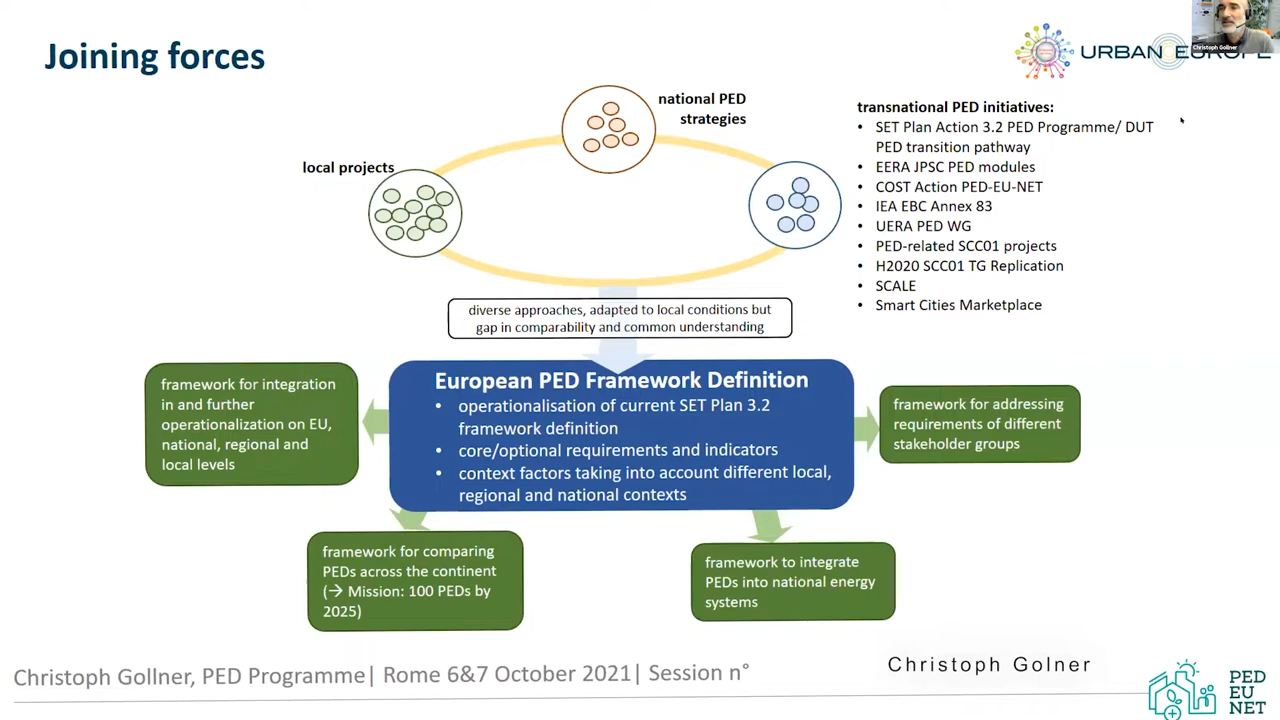 Joining forces
URBAN EUROPE
Christoph Gollner
national PED
strategies
local projects
transnational PED initiatives:
• SET Plan Action 3.2 PED Programme/ DUT
PED transition pathway
• EERA JPSC PED modules
• COST Action PED-EU-NET
• IEA EBC Annex 83
• UERA PED WG
• PED-related SCC01 projects
• H2020 SCC01 TG Replication
• SCALE
• Smart Cities Marketplace
diverse approaches, adapted to local conditions but
gap in comparability and common understanding
European PED Framework Definition
• operationalisation of current SET Plan 3.2
framework definition
• core/optional requirements and indicators
• context factors taking into account different local,
regional and national contexts
framework for integration
in and further
operationalization on EU,
national, regional and
local levels
framework for addressing
requirements of different
stakeholder groups
framework for comparing
PEDs across the continent
(→ Mission: 100 PEDs by
2025)
framework to integrate
PEDs into national energy
systems
Christoph Golner
Christoph Gollner, PED Programme| Rome 6&7 October 2021| Session n°
PED
EU
NET